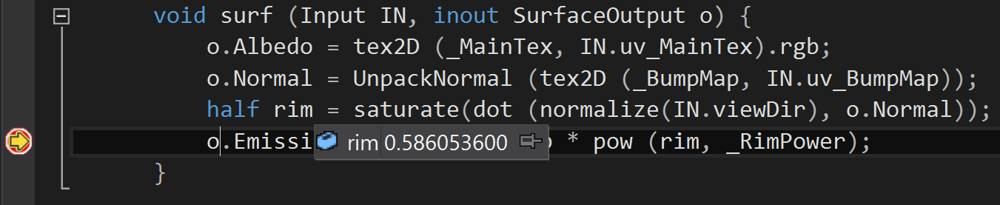 void surf (Input IN, inout SurfaceOutput o) {
o.Albedo = tex2D (_MainTex, IN.uv_MainTex).rgb;
o.Normal = UnpackNormal (tex2D (_BumpMap, IN.uv_BumpMap));
half rim = saturate(dot (normalize(IN.viewDir), o.Normal));
o.Emissi rim 0.586053600 * pow (rim, _RimPower);
}